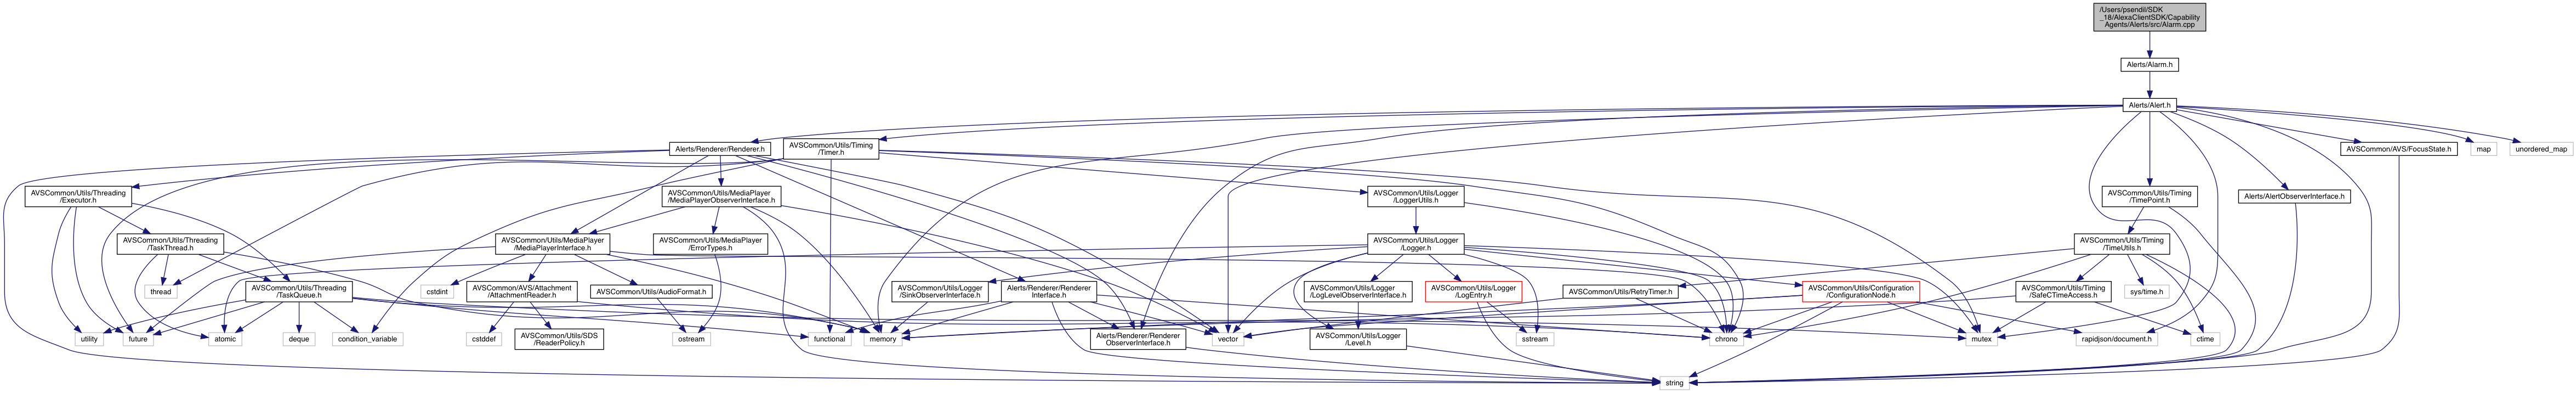 /Users/psendil/SDK
_18/AlexaClientSDK/Capability
Agents/Alerts/src/Alarm.cpp
Alerts/Alarm.h
Alerts/Alert.h
Alerts/Renderer/Renderer.h
AVSCommon/Utils/Timing
/Timer.h
AVSCommon/AVS/FocusState.h
map
unordered_map
AVSCommon/Utils/Threading
/Executor.h
AVSCommon/Utils/MediaPlayer
/MediaPlayerObserverInterface.h
AVSCommon/Utils/Logger
/LoggerUtils.h
AVSCommon/Utils/Timing
/TimePoint.h
Alerts/AlertObserverInterface.h
AVSCommon/Utils/Threading
/TaskThread.h
AVSCommon/Utils/MediaPlayer
/MediaPlayerInterface.h
AVSCommon/Utils/MediaPlayer
/ErrorTypes.h
AVSCommon/Utils/Logger
/Logger.h
AVSCommon/Utils/Timing
/TimeUtils.h
thread
AVSCommon/Utils/Threading
/TaskQueue.h
cstdint
AVSCommon/AVS/Attachment
/AttachmentReader.h
AVSCommon/Utils/AudioFormat.h
AVSCommon/Utils/Logger
/SinkObserverInterface.h
Alerts/Renderer/Renderer
Interface.h
AVSCommon/Utils/Logger
/LogLevelObserverInterface.h
AVSCommon/Utils/Logger
/LogEntry.h
AVSCommon/Utils/RetryTimer.h
AVSCommon/Utils/Configuration
/ConfigurationNode.h
AVSCommon/Utils/Timing
/SafeCTimeAccess.h
sys/time.h
utility
future
atomic
deque
condition_variable
cstddef
AVSCommon/Utils/SDS
/ReaderPolicy.h
ostream
functional
memory
Alerts/Renderer/Renderer
ObserverInterface.h
vector
AVSCommon/Utils/Logger
/Level.h
sstream
chrono
mutex
rapidjson/document.h
ctime
string